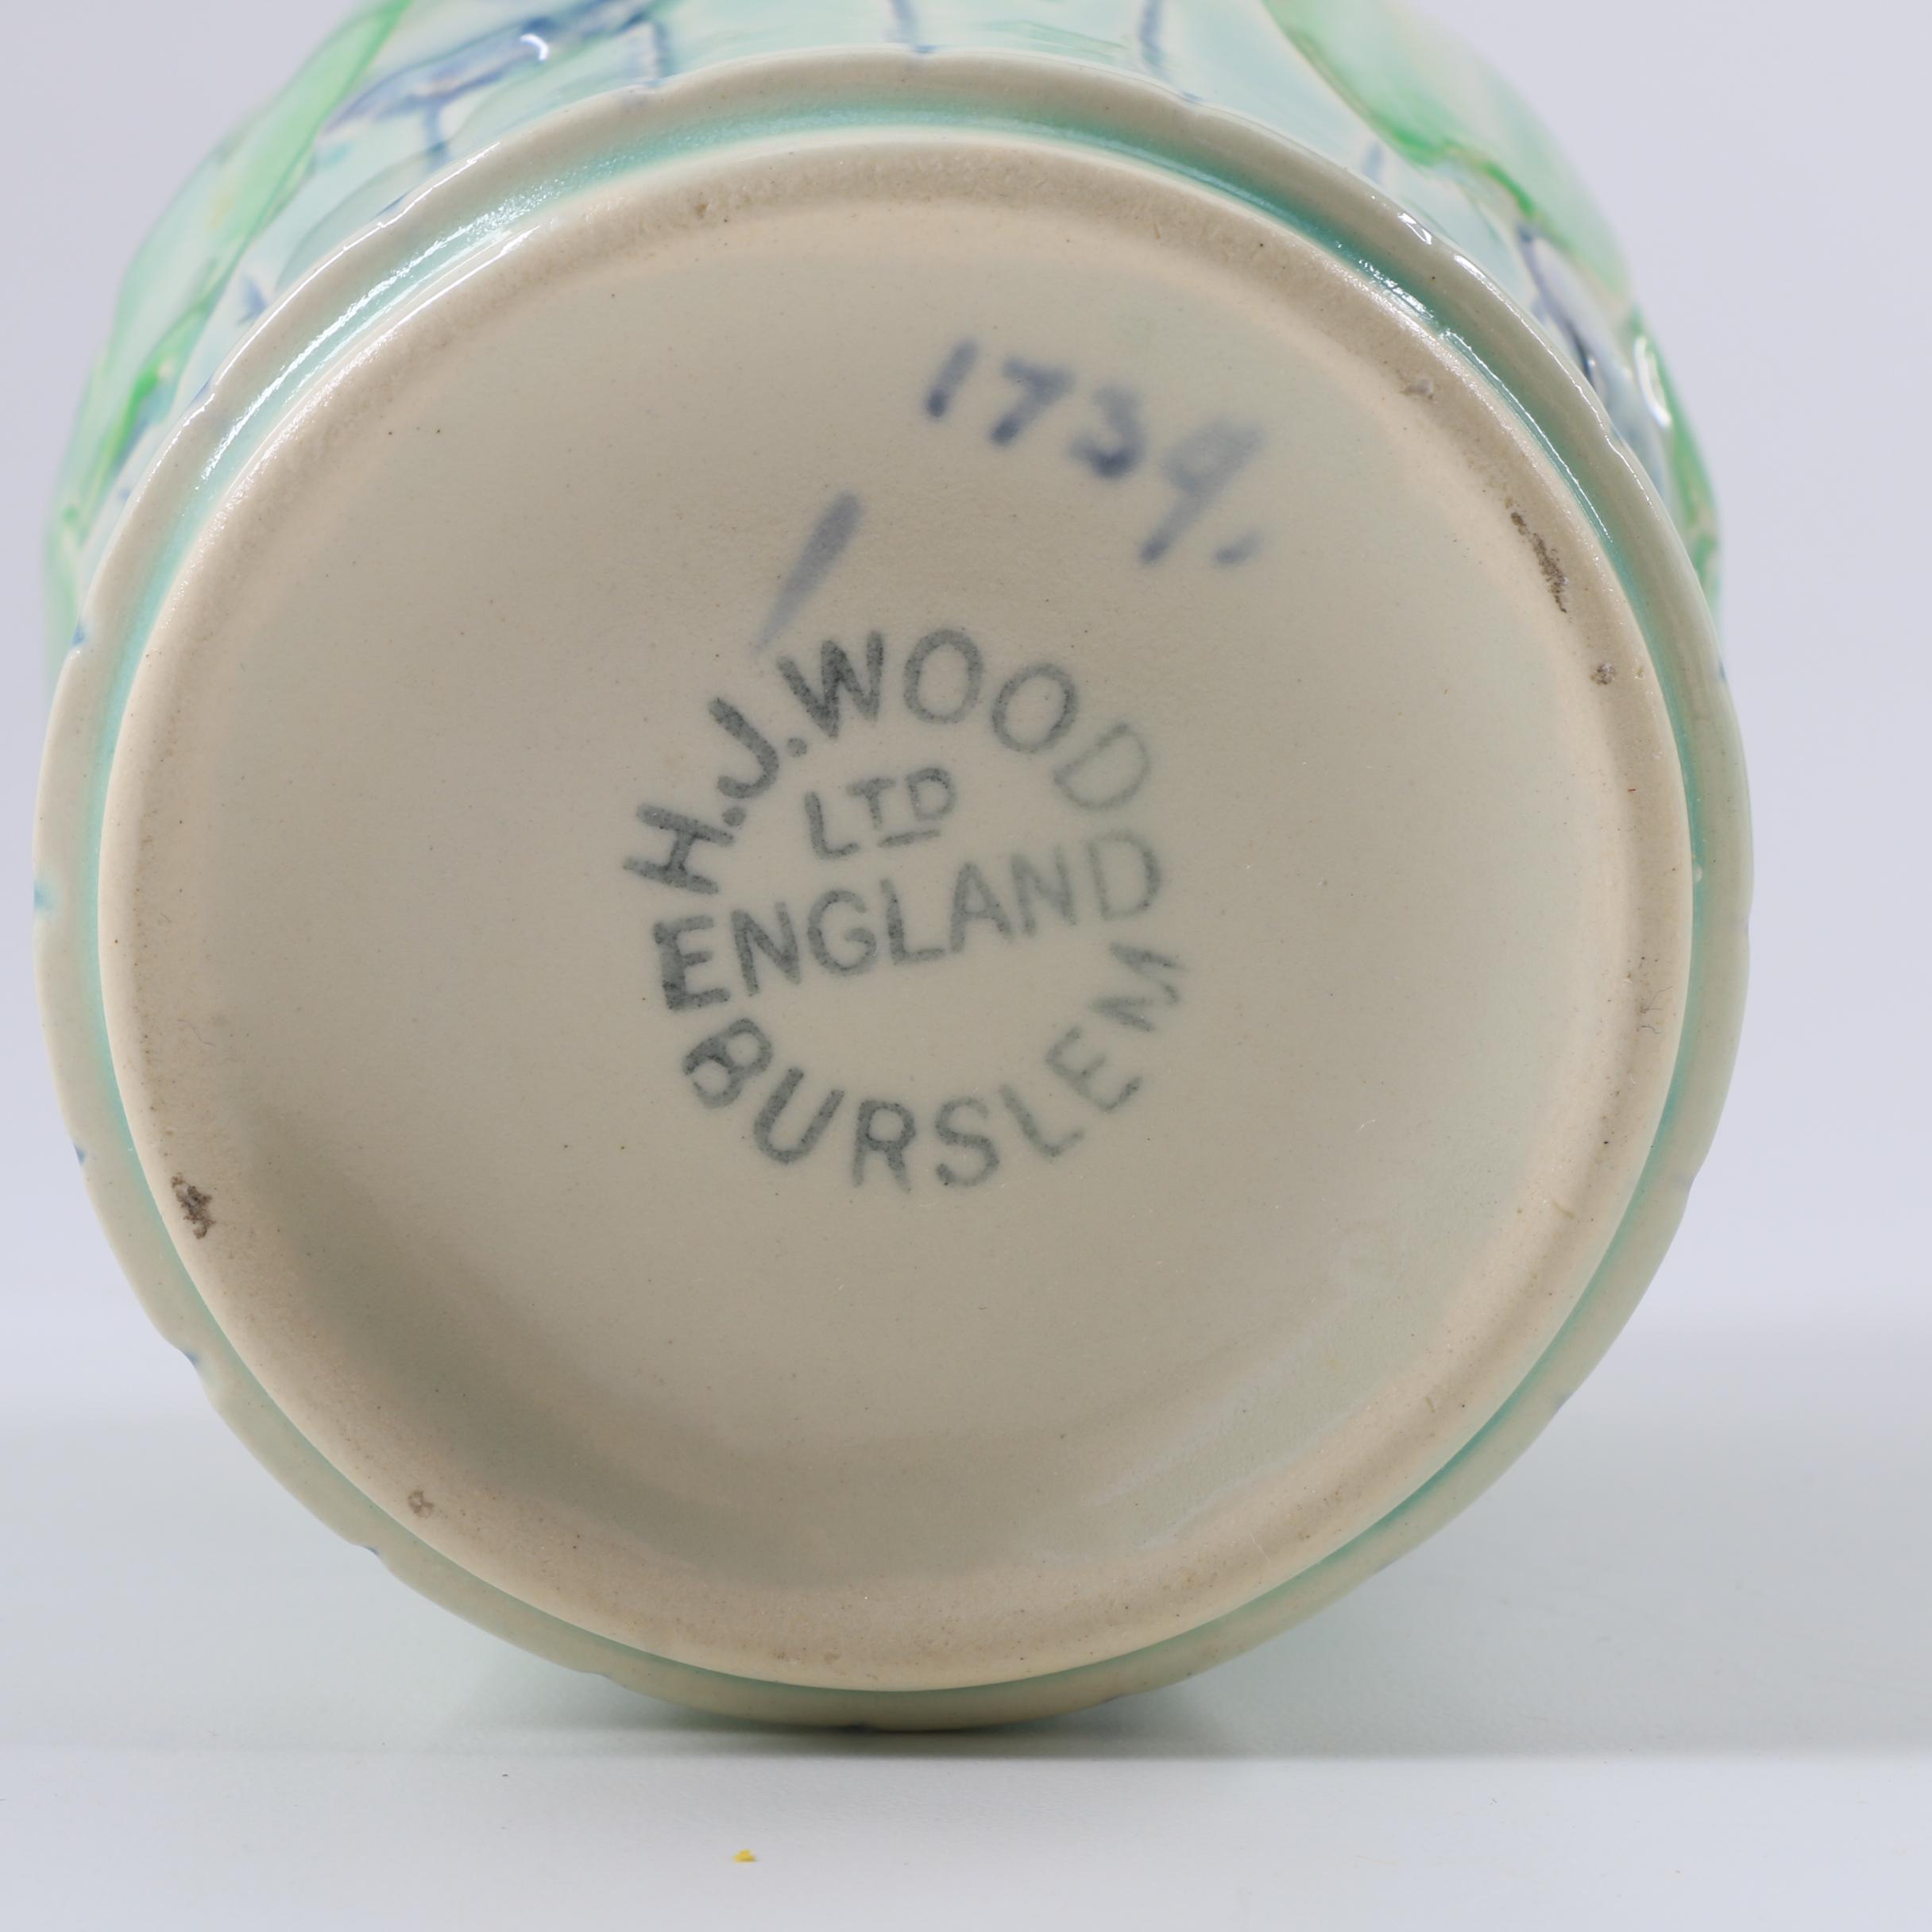 1739.
H.J.WOOD
LTD
ENGLAND
BURSLEM